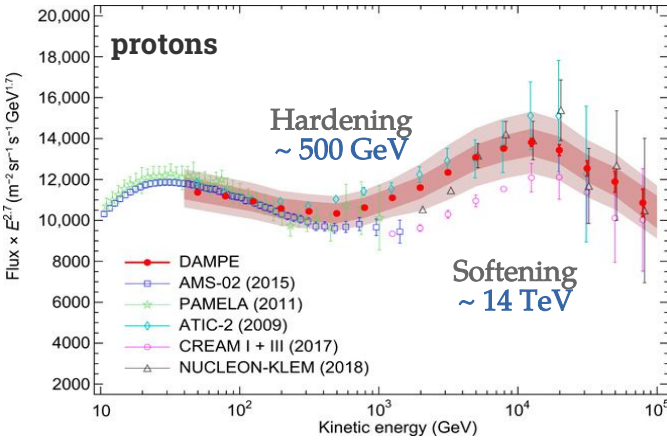 20,000
18,000
16,000
14,000
12,000
10,000
8000
6000
4000
2000
Flux × E^2.7 (m⁻² sr⁻¹ s⁻¹ GeV^1.7)
protons
Hardening
~ 500 GeV
Softening
~ 14 TeV
DAMPE
AMS-02 (2015)
PAMELA (2011)
ATIC-2 (2009)
CREAM I + III (2017)
NUCLEON-KLEM (2018)
10 10² 10³ 10⁴ 10⁵
Kinetic energy (GeV)